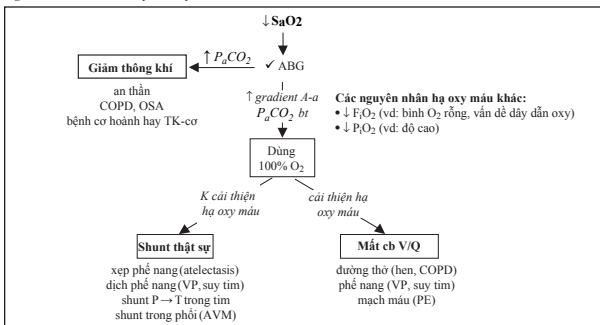 ↓SaO2
↑ PaCO2
✓ ABG
Giảm thông khí
an thần
COPD, OSA
bệnh cơ hoành hay TK-cơ
↑ gradient A-a
PaCO2 bt
Các nguyên nhân hạ oxy máu khác:
• ↓ FiO2 (vd: bình O2 rỗng, vấn dề dây dẫn oxy)
• ↓ PiO2 (vd: độ cao)
Dùng
100% O2
K cải thiện
hạ oxy máu
cải thiện hạ
oxy máu
Shunt thật sự
xẹp phế nang (atelectasis)
dịch phế nang (VP, suy tim)
shunt P → T trong tim
shunt trong phổi (AVM)
Mất cb V/Q
đường thở (hen, COPD)
phế nang (VP, suy tim)
mạch máu (PE)